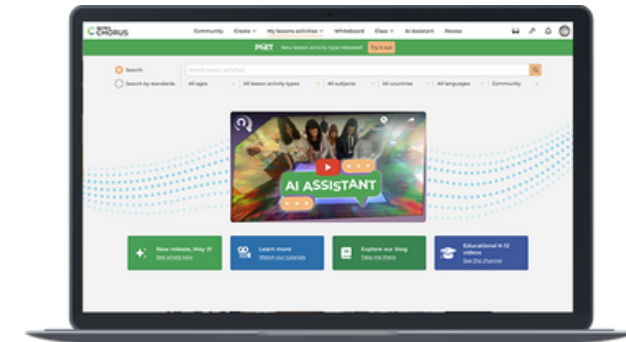 CHORUS
Community Create My lessons activities Whiteboard Class AI Assistant Recess
PhET New lesson activity type released! Try it out
Search Search lesson activities
Search by standards All ages All lesson activity types All subjects All countries All languages Community
AI ASSISTANT
New release, May 21
See what's new
Learn more
Watch our tutorials
Explore our blog
Take me there
Educational K-12
videos
See the channel